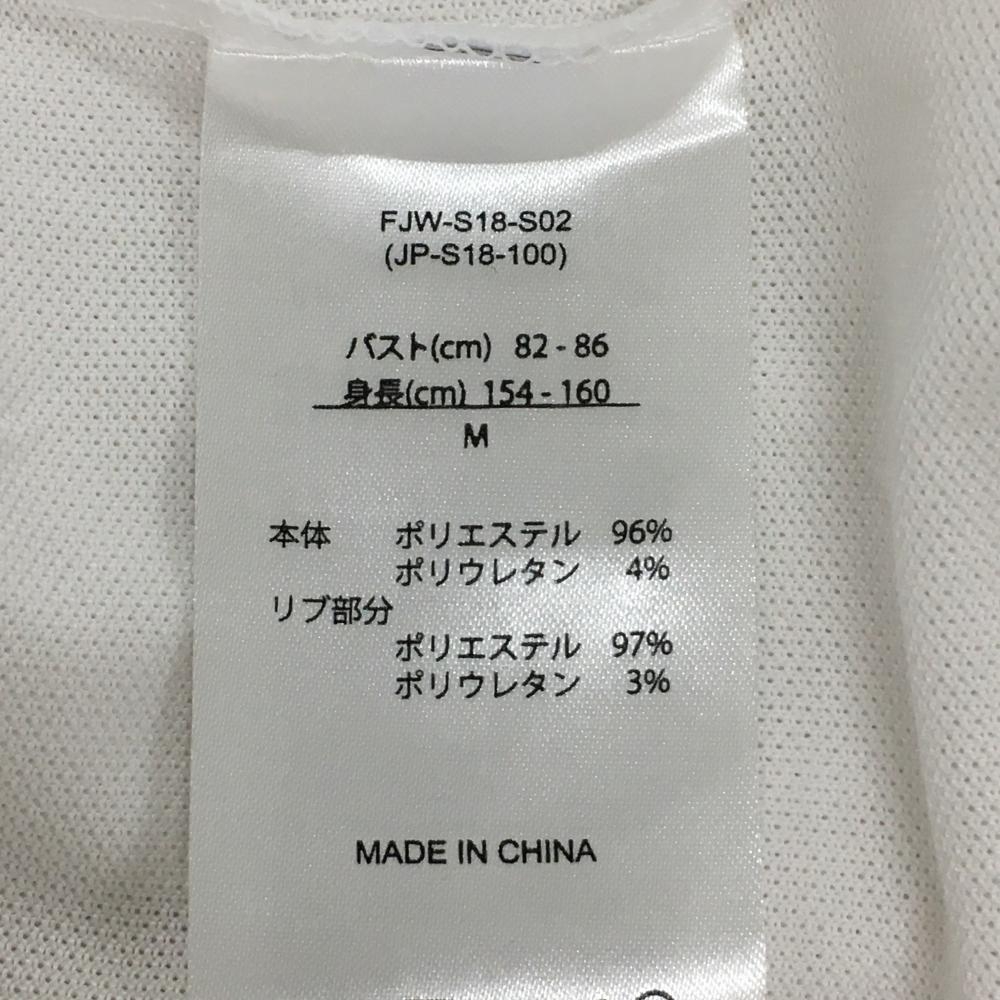 FJW-S18-S02
(JP-S18-100)
バスト(cm) 82 - 86
身長(cm) 154 - 160
M
本体 ポリエステル 96%
ポリウレタン 4%
リブ部分
ポリエステル 97%
ポリウレタン 3%
MADE IN CHINA